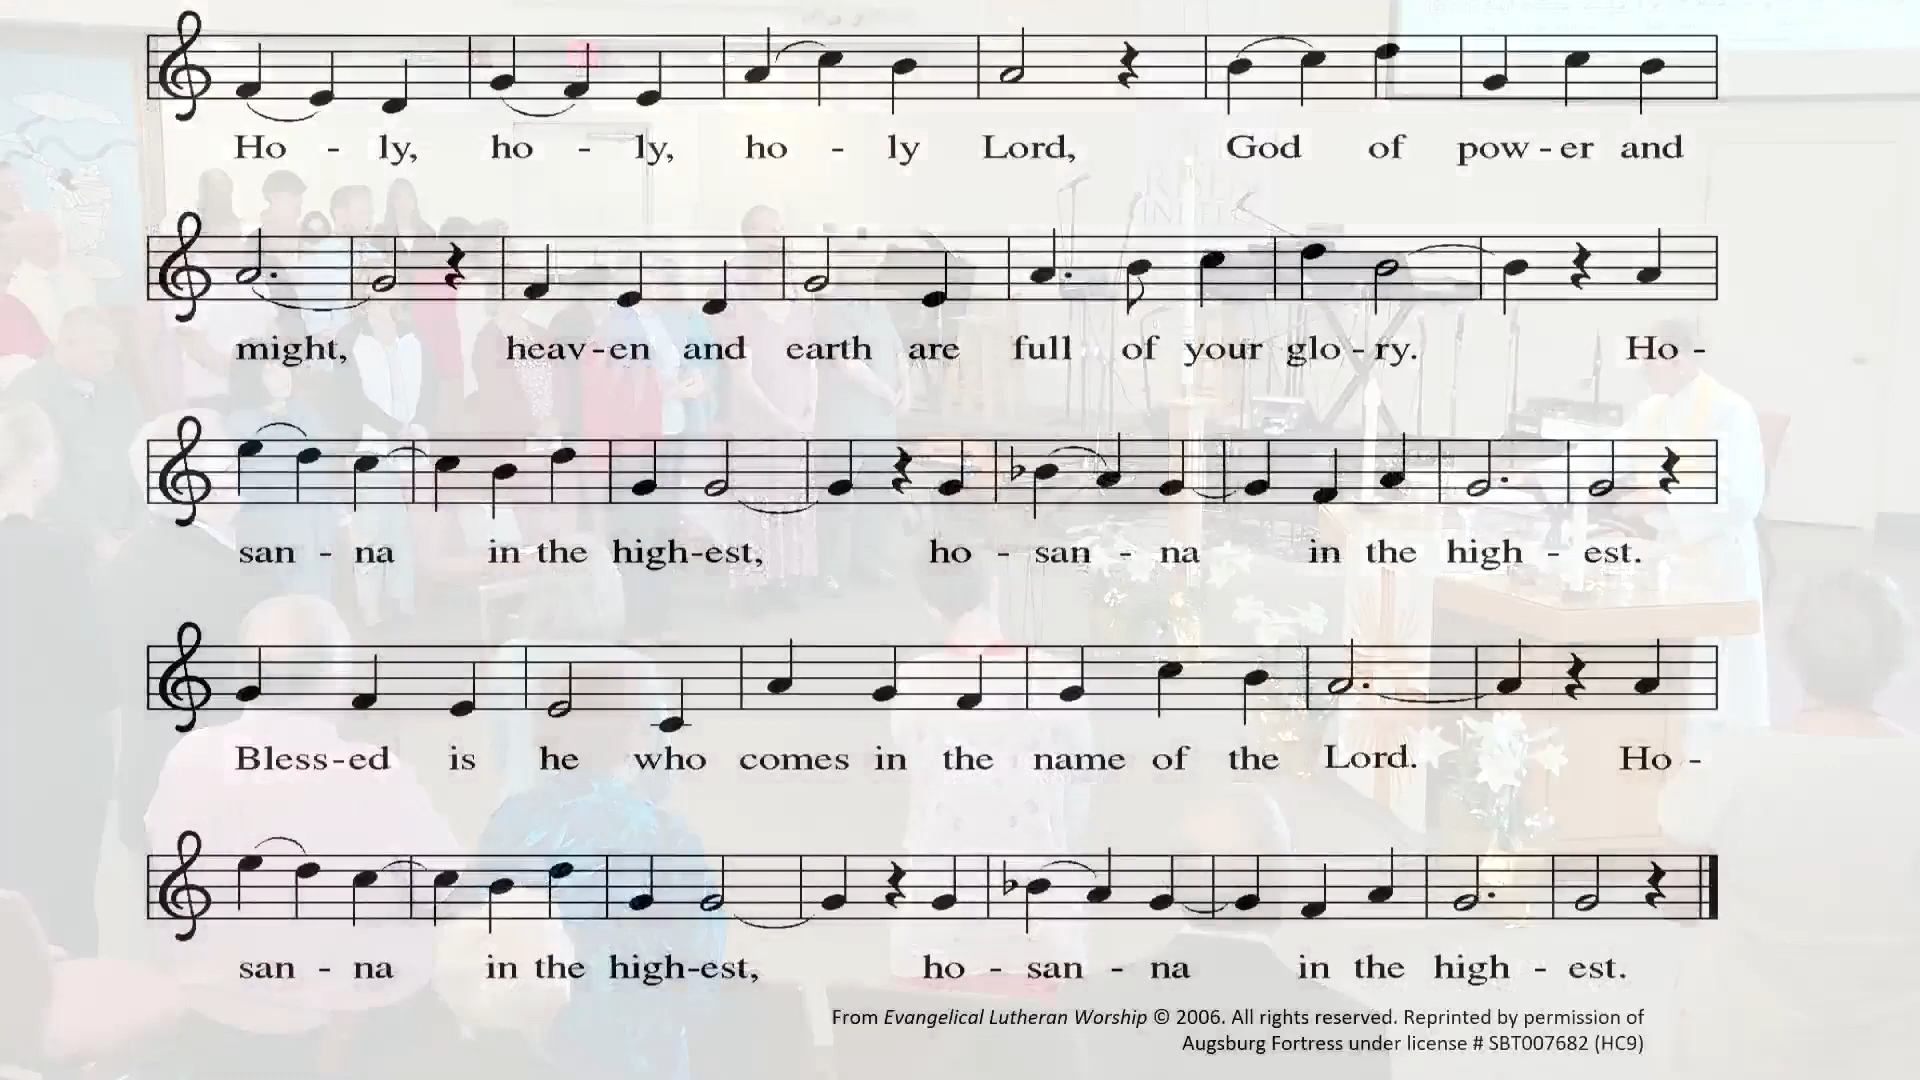 Ho - ly, ho - ly, ho - ly Lord, God of pow - er and
might, heav - en and earth are full of your glo - ry. Ho -
san - na in the high - est, ho - san - na in the high - est.
Bless - ed is he who comes in the name of the Lord. Ho -
san - na in the high - est, ho - san - na in the high - est.
From Evangelical Lutheran Worship © 2006. All rights reserved. Reprinted by permission of
Augsburg Fortress under license # SBT007682 (HC9)